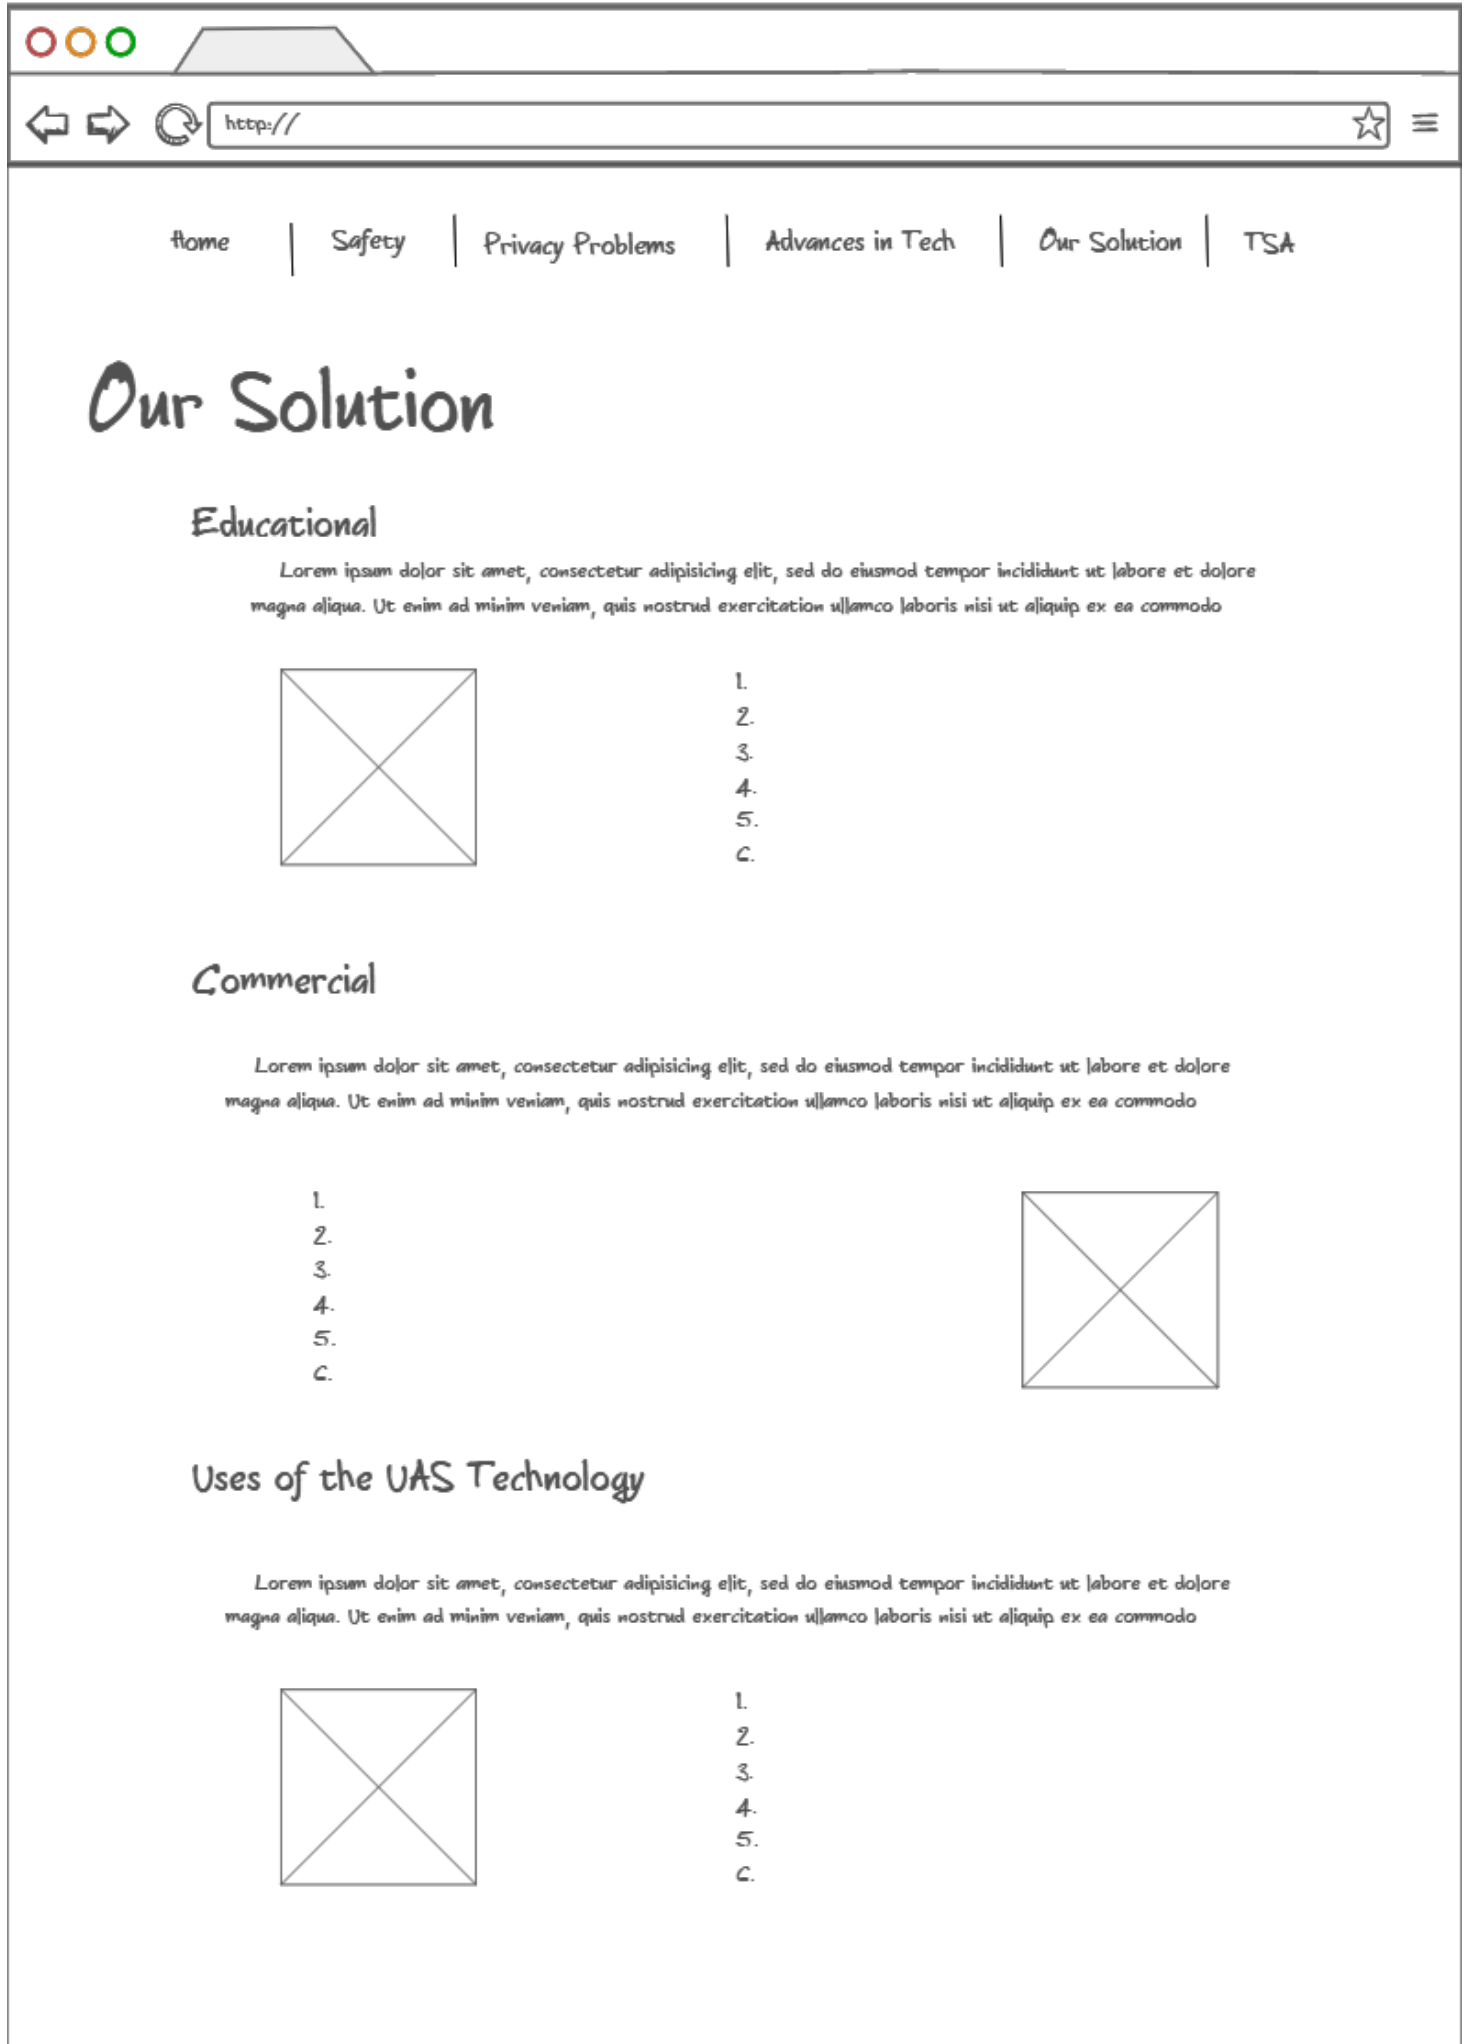 http://
Home Safety Privacy Problems Advances in Tech Our Solution TSA
Our Solution
Educational
Lorem ipsum dolor sit amet, consectetur adipisicing elit, sed do eiusmod tempor incididunt ut labore et dolore
magna aliqua. Ut enim ad minim veniam, quis nostrud exercitation ullamco laboris nisi ut aliquip ex ea commodo
1.
2.
3.
4.
5.
C.
Commercial
Lorem ipsum dolor sit amet, consectetur adipisicing elit, sed do eiusmod tempor incididunt ut labore et dolore
magna aliqua. Ut enim ad minim veniam, quis nostrud exercitation ullamco laboris nisi ut aliquip ex ea commodo
1.
2.
3.
4.
5.
C.
Uses of the UAS Technology
Lorem ipsum dolor sit amet, consectetur adipisicing elit, sed do eiusmod tempor incididunt ut labore et dolore
magna aliqua. Ut enim ad minim veniam, quis nostrud exercitation ullamco laboris nisi ut aliquip ex ea commodo
1.
2.
3.
4.
5.
C.